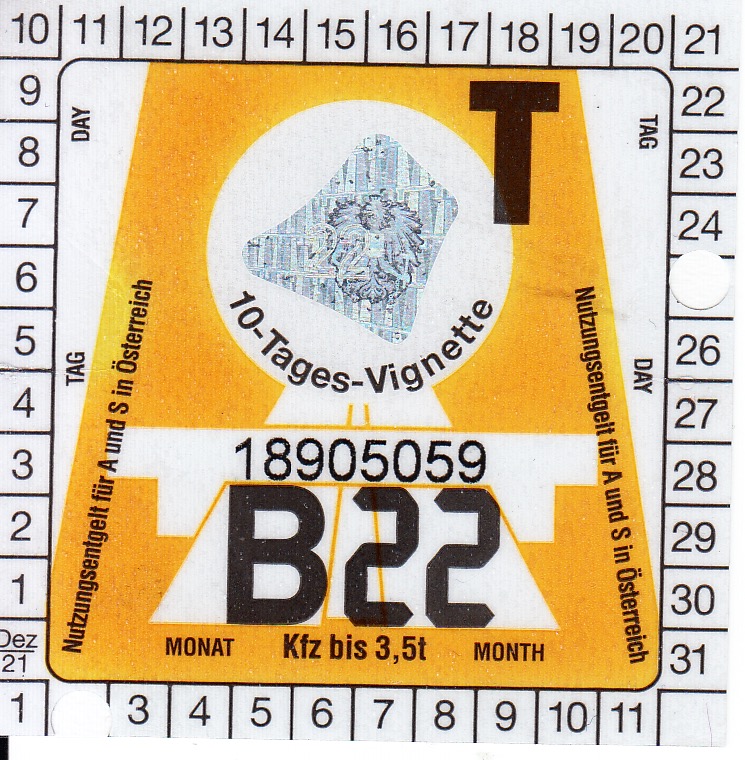 10 11 12 13 14 15 16 17 18 19 20 21
9
8
7
6
5
4
3
2
1
Dez
21
22
23
24
26
27
28
29
30
31
1 3 4 5 6 7 8 9 10 11
DAY
TAG
TAG
DAY
T
10-Tages-Vignette
Nutzungsentgelt für A und S in Österreich
Nutzungsentgelt für A und S in Österreich
18905059
B22
MONAT Kfz bis 3,5t MONTH